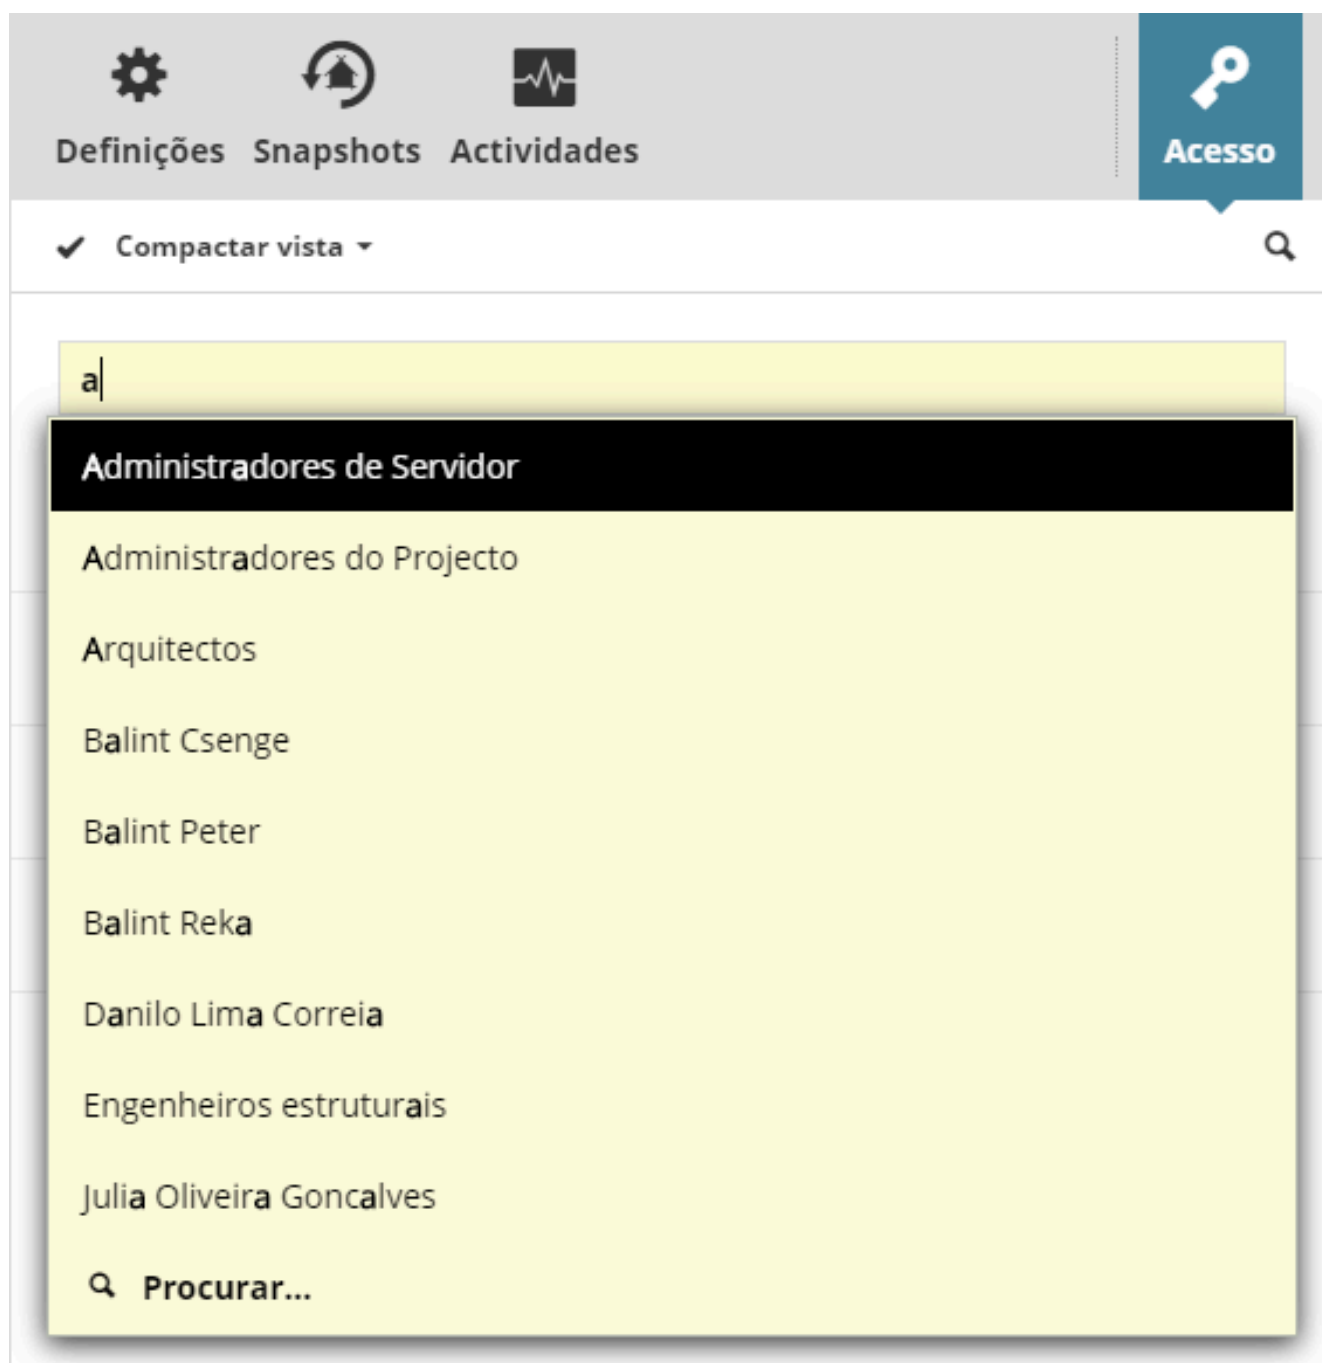 Definições Snapshots Actividades Acesso
Compactar vista
a
Administradores de Servidor
Administradores do Projecto
Arquitectos
Balint Csenge
Balint Peter
Balint Reka
Danilo Lima Correia
Engenheiros estruturais
Julia Oliveira Goncalves
Procurar...